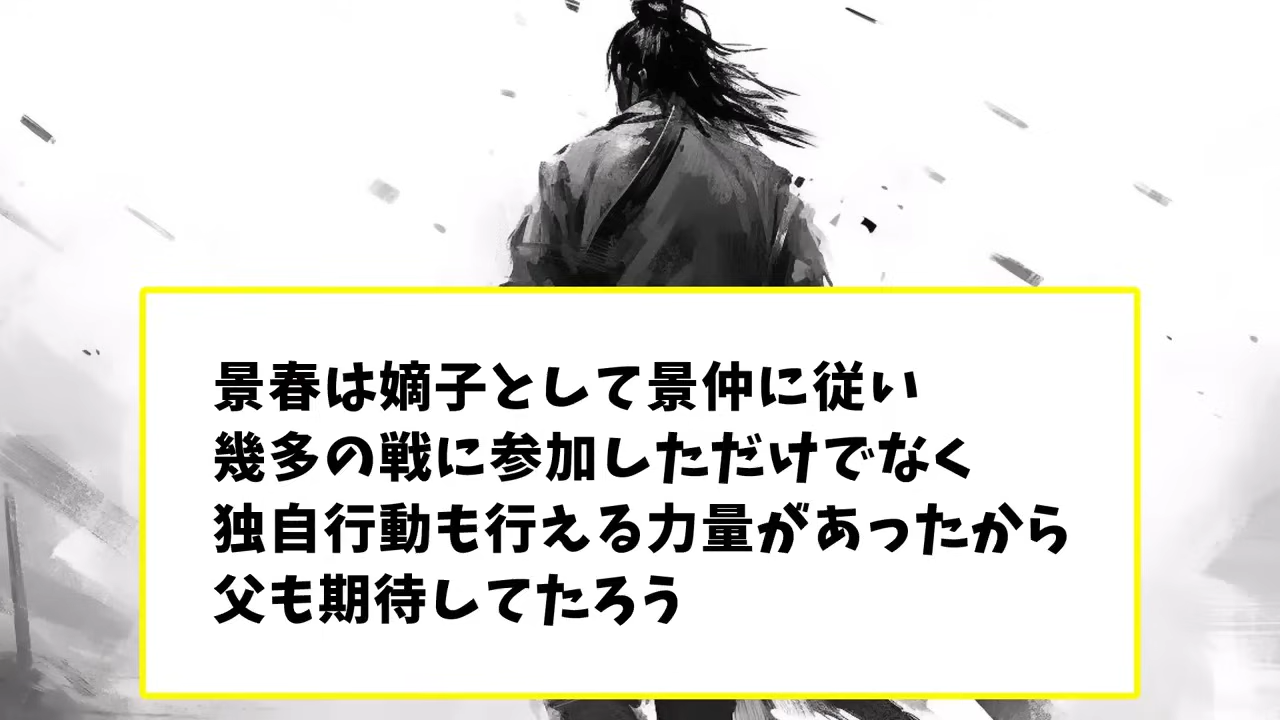 景春は嫡子として景仲に従い
幾多の戦に参加しただけでなく
独自行動も行える力量があったから
父も期待してたろう